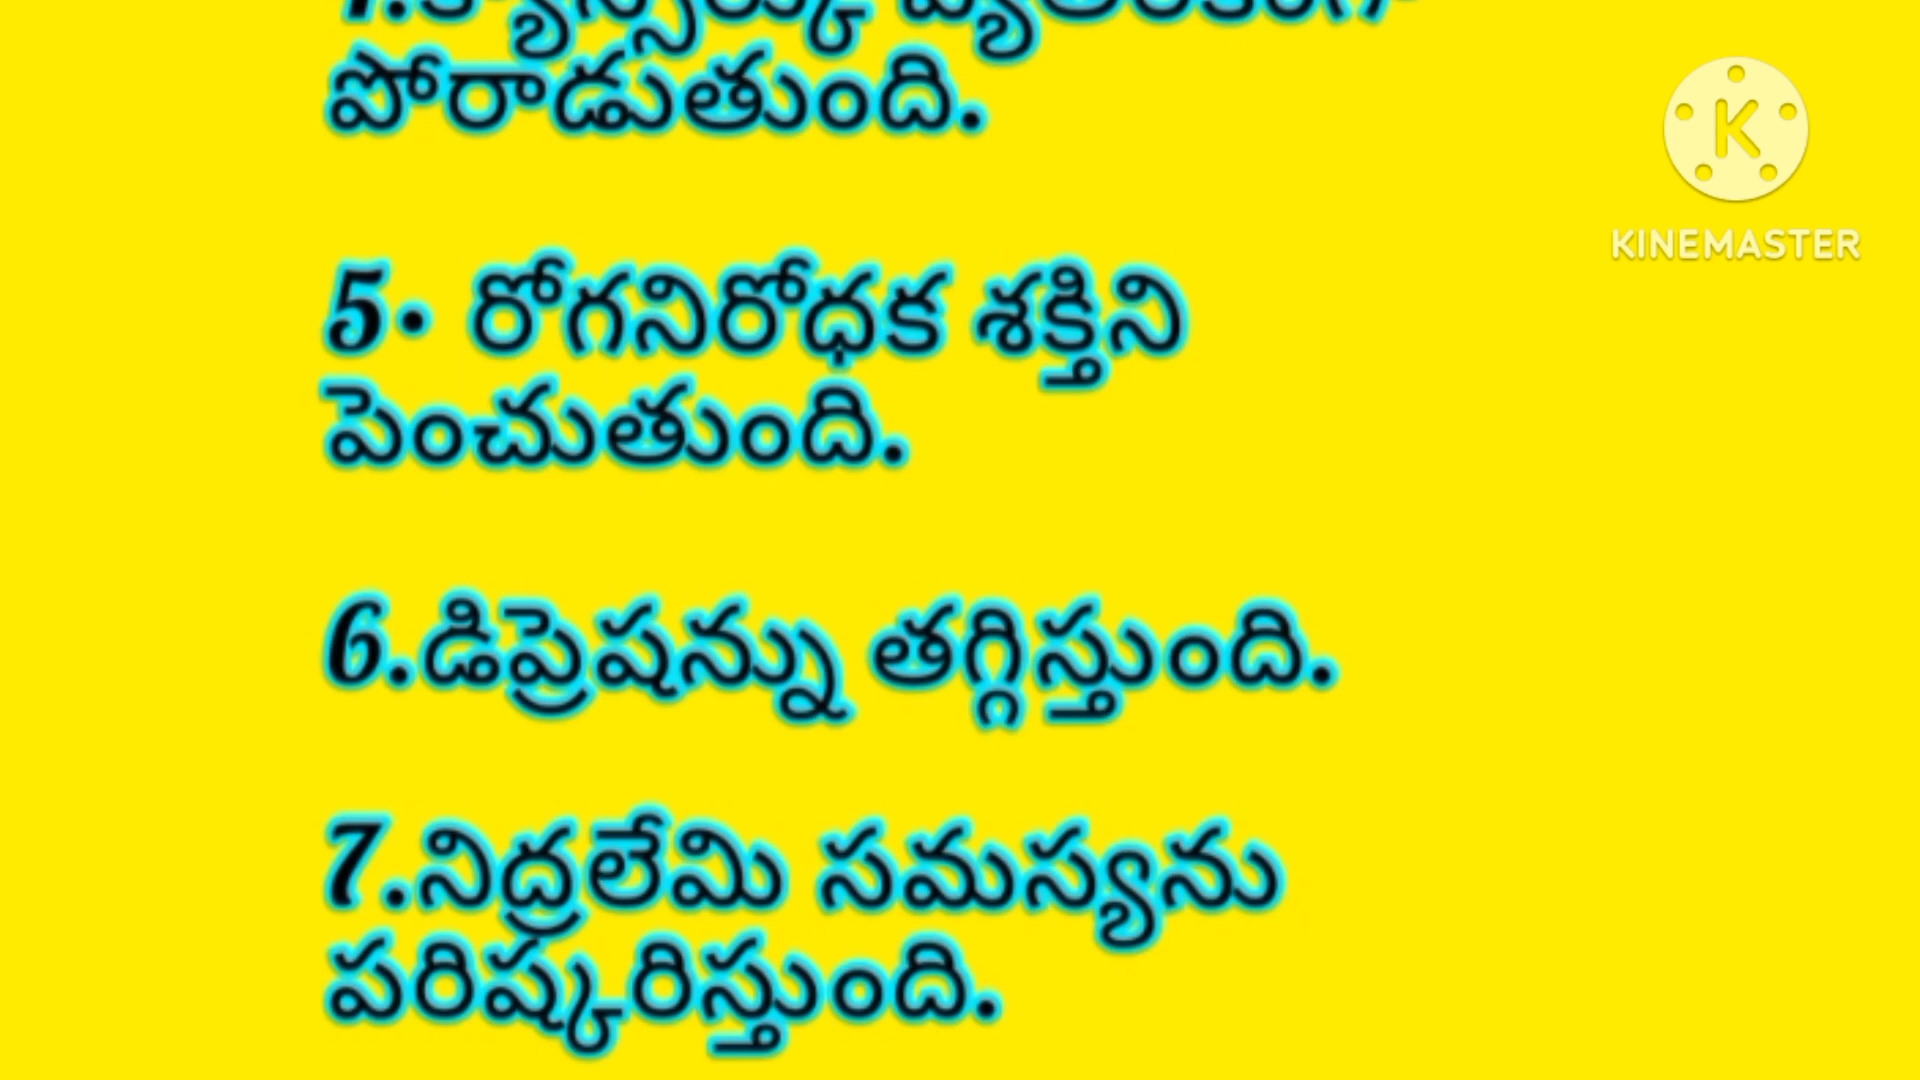 పోరాడుతుంది.
KINEMASTER
5· రోగనిరోధక శక్తిని
పెంచుతుంది.
6.డిప్రెషన్ను తగ్గిస్తుంది.
7.నిద్రలేమి సమస్యను
పరిష్కరిస్తుంది.